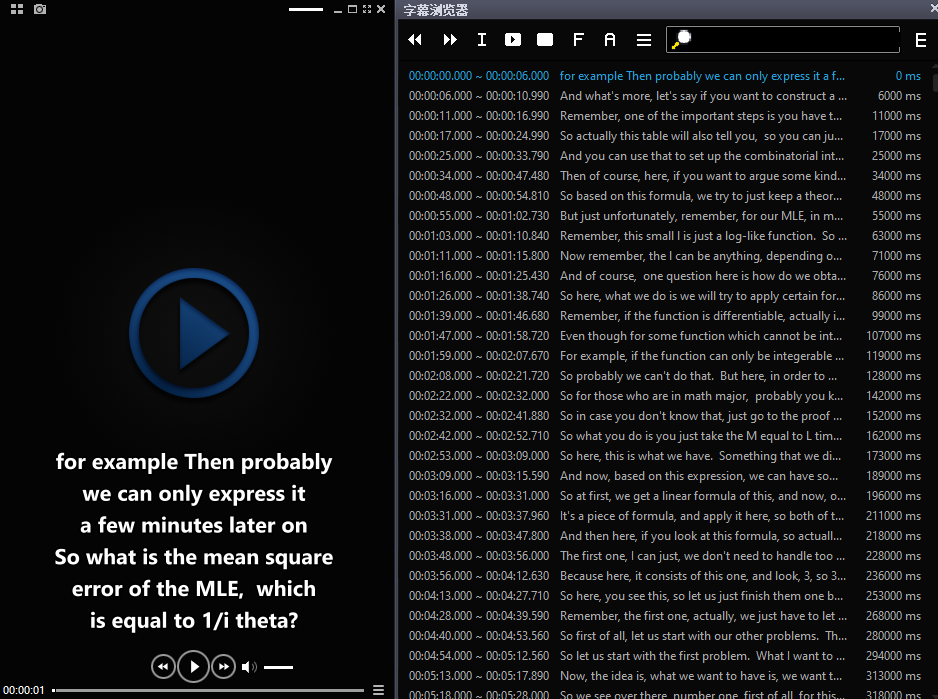 字幕浏览器
I F A E
00:00:00.000 ~ 00:00:06.000 for example Then probably we can only express it a f... 0 ms
00:00:06.000 ~ 00:00:10.990 And what's more, let's say if you want to construct a ... 6000 ms
00:00:11.000 ~ 00:00:16.990 Remember, one of the important steps is you have t... 11000 ms
00:00:17.000 ~ 00:00:24.990 So actually this table will also tell you,  so you can ju... 17000 ms
00:00:25.000 ~ 00:00:33.790 And you can use that to set up the combinatorial int... 25000 ms
00:00:34.000 ~ 00:00:47.480 Then of course, here, if you want to argue some kind... 34000 ms
00:00:48.000 ~ 00:00:54.810 So based on this formula, we try to just keep a theor... 48000 ms
00:00:55.000 ~ 00:01:02.730 But just unfortunately, remember, for our MLE, in m... 55000 ms
00:01:03.000 ~ 00:01:10.840 Remember, this small l is just a log-like function.  So ... 63000 ms
00:01:11.000 ~ 00:01:15.800 Now remember, the l can be anything, depending o... 71000 ms
00:01:16.000 ~ 00:01:25.430 And of course,  one question here is how do we obta... 76000 ms
00:01:26.000 ~ 00:01:38.740 So here, what we do is we will try to apply certain for... 86000 ms
00:01:39.000 ~ 00:01:46.680 Remember, if the function is differentiable, actually i... 99000 ms
00:01:47.000 ~ 00:01:58.720 Even though for some function which cannot be int... 107000 ms
00:01:59.000 ~ 00:02:07.670 For example, if the function can only be integerable ... 119000 ms
00:02:08.000 ~ 00:02:21.720 So probably we can't do that.  But here, in order to ... 128000 ms
00:02:22.000 ~ 00:02:32.000 So for those who are in math major,  probably you k... 142000 ms
00:02:32.000 ~ 00:02:41.880 So in case you don't know that, just go to the proof ... 152000 ms
00:02:42.000 ~ 00:02:52.710 So what you do is you just take the M equal to L tim... 162000 ms
00:02:53.000 ~ 00:03:09.000 So here, this is what we have.  Something that we di... 173000 ms
00:03:09.000 ~ 00:03:15.590 And now, based on this expression, we can have so... 189000 ms
00:03:16.000 ~ 00:03:31.000 So at first, we get a linear formula of this, and now, o... 196000 ms
00:03:31.000 ~ 00:03:37.960 It's a piece of formula, and apply it here, so both of t... 211000 ms
00:03:38.000 ~ 00:03:47.800 And then here, if you look at this formula, so actuall... 218000 ms
00:03:48.000 ~ 00:03:56.000 The first one, I can just, we don't need to handle too ... 228000 ms
00:03:56.000 ~ 00:04:12.630 Because here, it consists of this one, and look, 3, so 3... 236000 ms
00:04:13.000 ~ 00:04:27.710 So here, you see this, so let us just finish them one b... 253000 ms
00:04:28.000 ~ 00:04:39.590 Remember, the first one, actually, we just have to let ... 268000 ms
00:04:40.000 ~ 00:04:53.560 So first of all, let us start with our other problems.  Th... 280000 ms
00:04:54.000 ~ 00:05:12.560 So let us start with the first problem.  What I want to ... 294000 ms
00:05:13.000 ~ 00:05:17.890 Now, the idea is, what we want to have is, we want t... 313000 ms
00:05:18.000 ~ 00:05:28.000 So we see over there, number one, first of all, for this... 318000 ms
for example Then probably
we can only express it
a few minutes later on
So what is the mean square
error of the MLE,  which
is equal to 1/i theta?
00:00:01